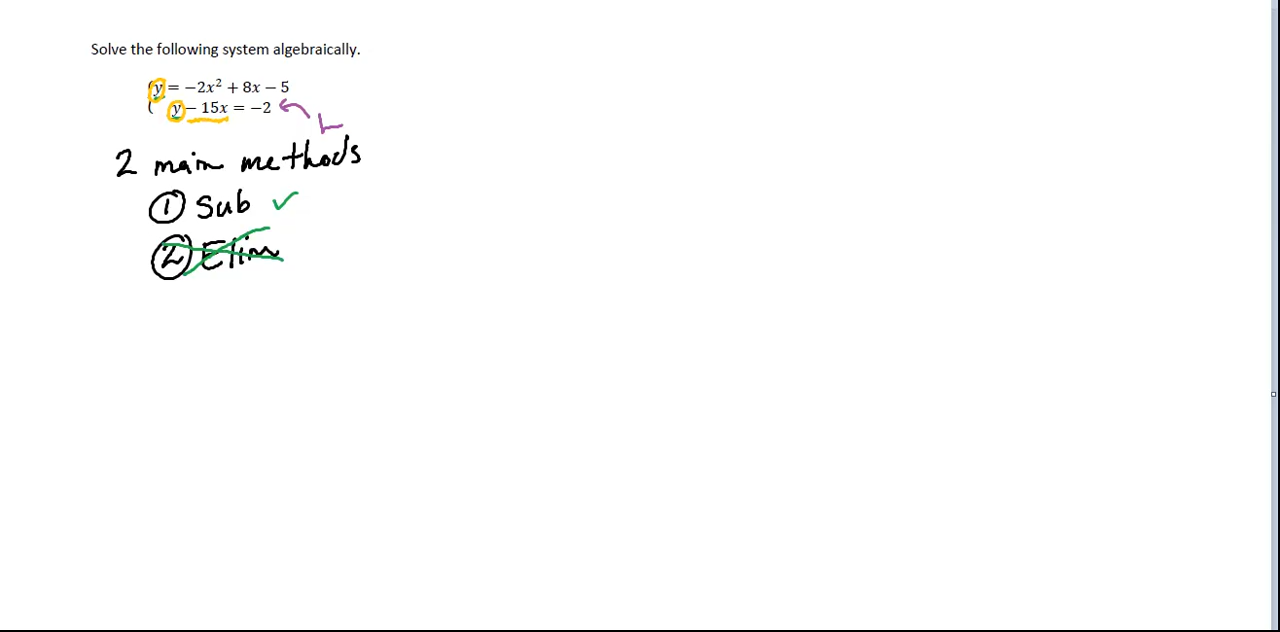 Solve the following system algebraically.
y = −2x² + 8x − 5
y − 15x = −2
2 main methods
① Sub ✓
② Elim